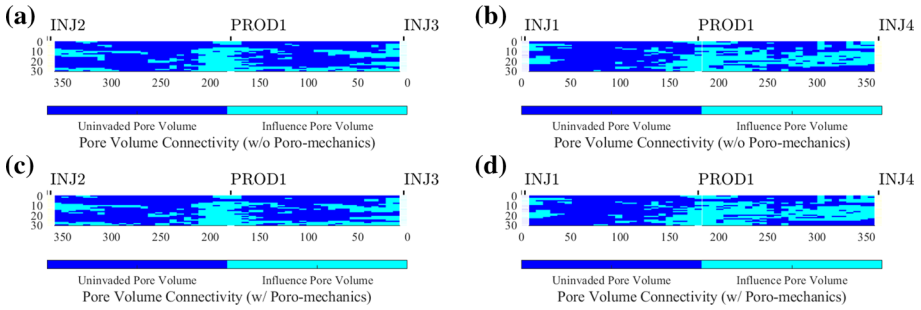 (a)
INJ2 PROD1 INJ3
0
10
20
30
350 300 250 200 150 100 50 0
Uninvaded Pore Volume Influence Pore Volume
Pore Volume Connectivity (w/o Poro-mechanics)
(b)
INJ1 PROD1 INJ4
0
10
20
30
0 50 100 150 200 250 300 350
Uninvaded Pore Volume Influence Pore Volume
Pore Volume Connectivity (w/o Poro-mechanics)
(c)
INJ2 PROD1 INJ3
0
10
20
30
350 300 250 200 150 100 50 0
Uninvaded Pore Volume Influence Pore Volume
Pore Volume Connectivity (w/ Poro-mechanics)
(d)
INJ1 PROD1 INJ4
0
10
20
30
0 50 100 150 200 250 300 350
Uninvaded Pore Volume Influence Pore Volume
Pore Volume Connectivity (w/ Poro-mechanics)